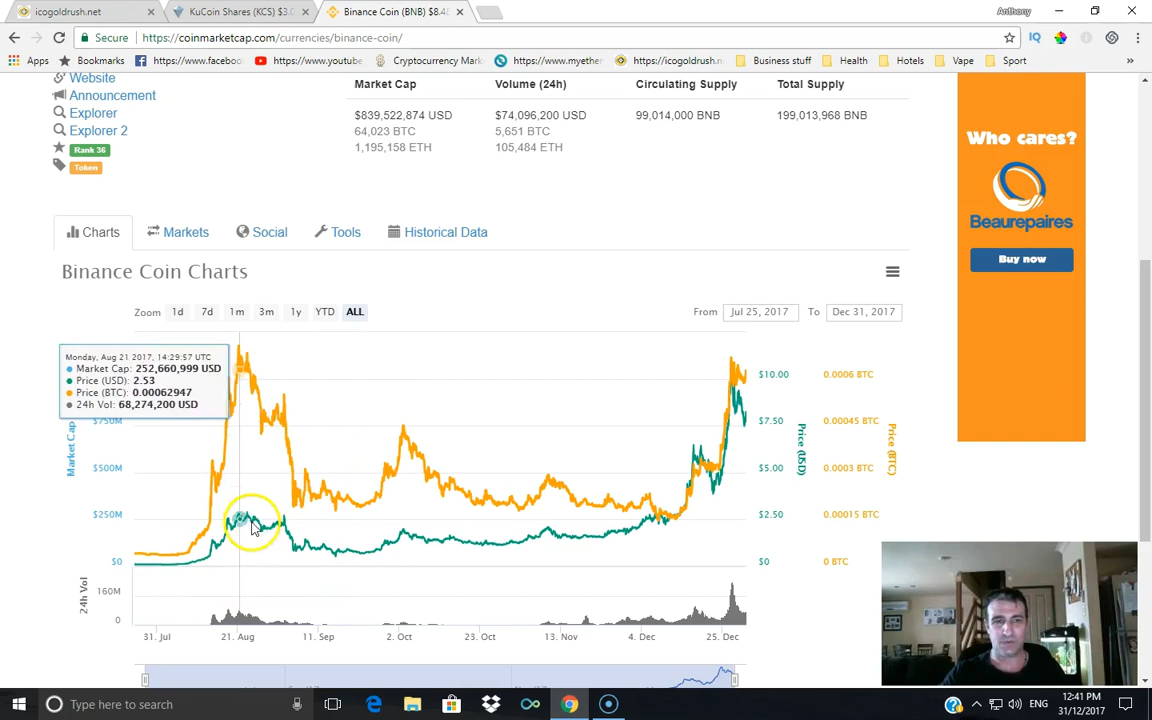 icogoldrush.net
KuCoin Shares (KCS) $3.0
Binance Coin (BNB) $8.48
Anthony
Secure
https://coinmarketcap.com/currencies/binance-coin/
Apps
Bookmarks
https://www.faceboo
https://www.youtube
Cryptocurrency Mark
https://www.myether
https://icogoldrush.n
Business stuff
Health
Hotels
Vape
Sport
Website
Announcement
Explorer
Explorer 2
Rank 36
Token
Market Cap
Volume (24h)
Circulating Supply
Total Supply
$839,522,874 USD
$74,096,200 USD
99,014,000 BNB
199,013,968 BNB
64,023 BTC
5,651 BTC
1,195,158 ETH
105,484 ETH
Who cares?
Beaurepaires
Buy now
Charts
Markets
Social
Tools
Historical Data
Binance Coin Charts
Zoom 1d 7d 1m 3m 1y YTD ALL
From Jul 25, 2017 To Dec 31, 2017
Monday, Aug 21 2017, 14:29:57 UTC
Market Cap: 252,660,999 USD
Price (USD): 2.53
Price (BTC): 0.00062947
24h Vol: 68,274,200 USD
$750M
$500M
$250M
$0
Market Cap
$10.00
$7.50
$5.00
$2.50
$0
Price (USD)
0.0006 BTC
0.00045 BTC
0.0003 BTC
0.00015 BTC
0 BTC
Price (BTC)
24h Vol
160M
0
31. Jul
21. Aug
11. Sep
2. Oct
23. Oct
13. Nov
4. Dec
25. Dec
Type here to search
ENG
12:41 PM
31/12/2017